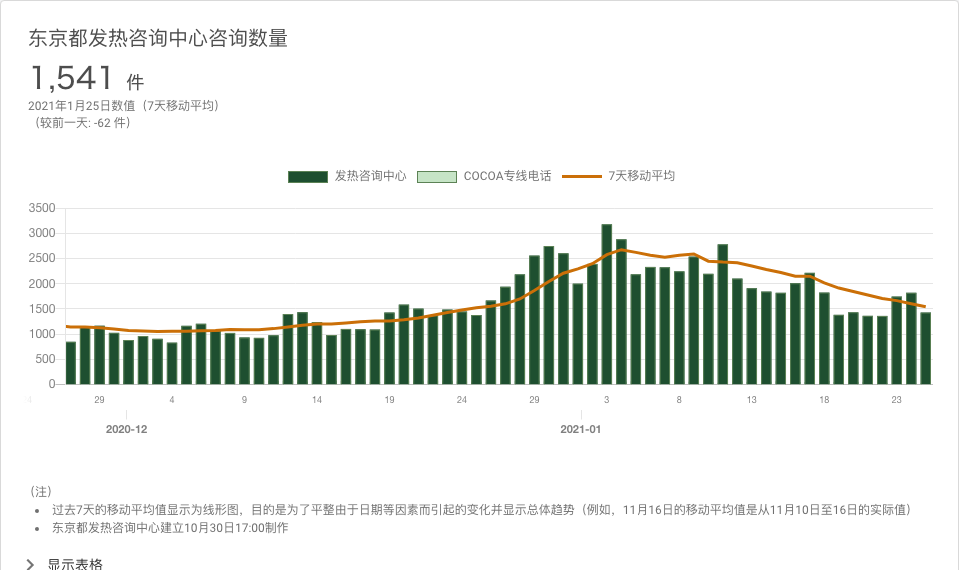 东京都发热咨询中心咨询数量
1,541 件
2021年1月25日数值（7天移动平均）
（较前一天: -62 件）
发热咨询中心 COCOA专线电话 7天移动平均
3500
3000
2500
2000
1500
1000
500
0
29 4 9 14 19 24 29 3 8 13 18 23
2020-12 2021-01
（注）
• 过去7天的移动平均值显示为线形图，目的是为了平整由于日期等因素而引起的变化并显示总体趋势（例如，11月16日的移动平均值是从11月10日至16日的实际值）
• 东京都发热咨询中心建立10月30日17:00制作
显示表格